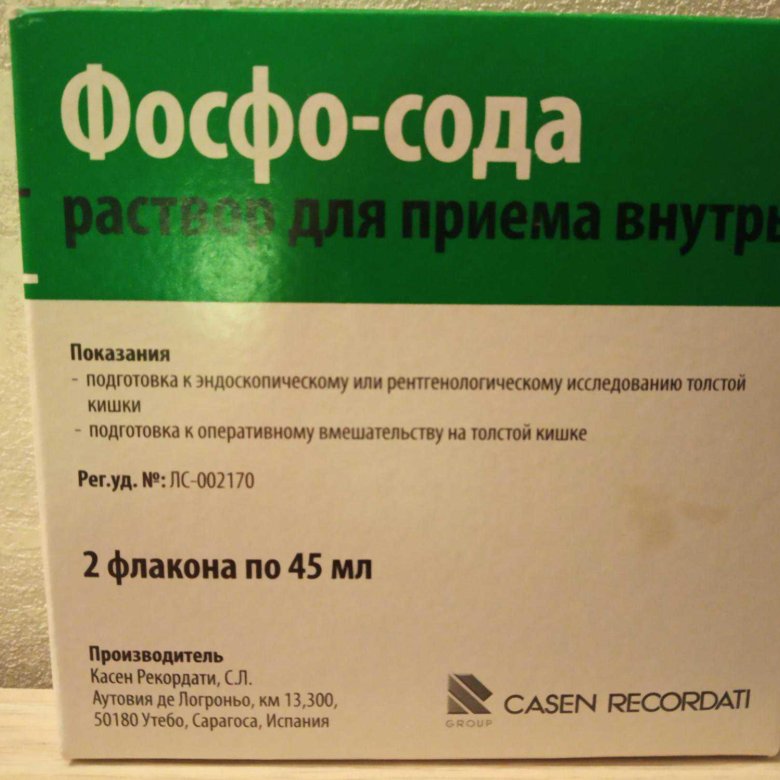 Фосфо-сода
раствор для приема внутрь
Показания
- подготовка к эндоскопическому или рентгенологическому исследованию толстой
кишки
- подготовка к оперативному вмешательству на толстой кишке
Рег.уд. №: ЛС-002170
2 флакона по 45 мл
Производитель
Касен Рекордати, С.Л.
Аутовия де Логроньо, км 13,300,
50180 Утебо, Сарагоса, Испания
GROUP
CASEN RECORDATI